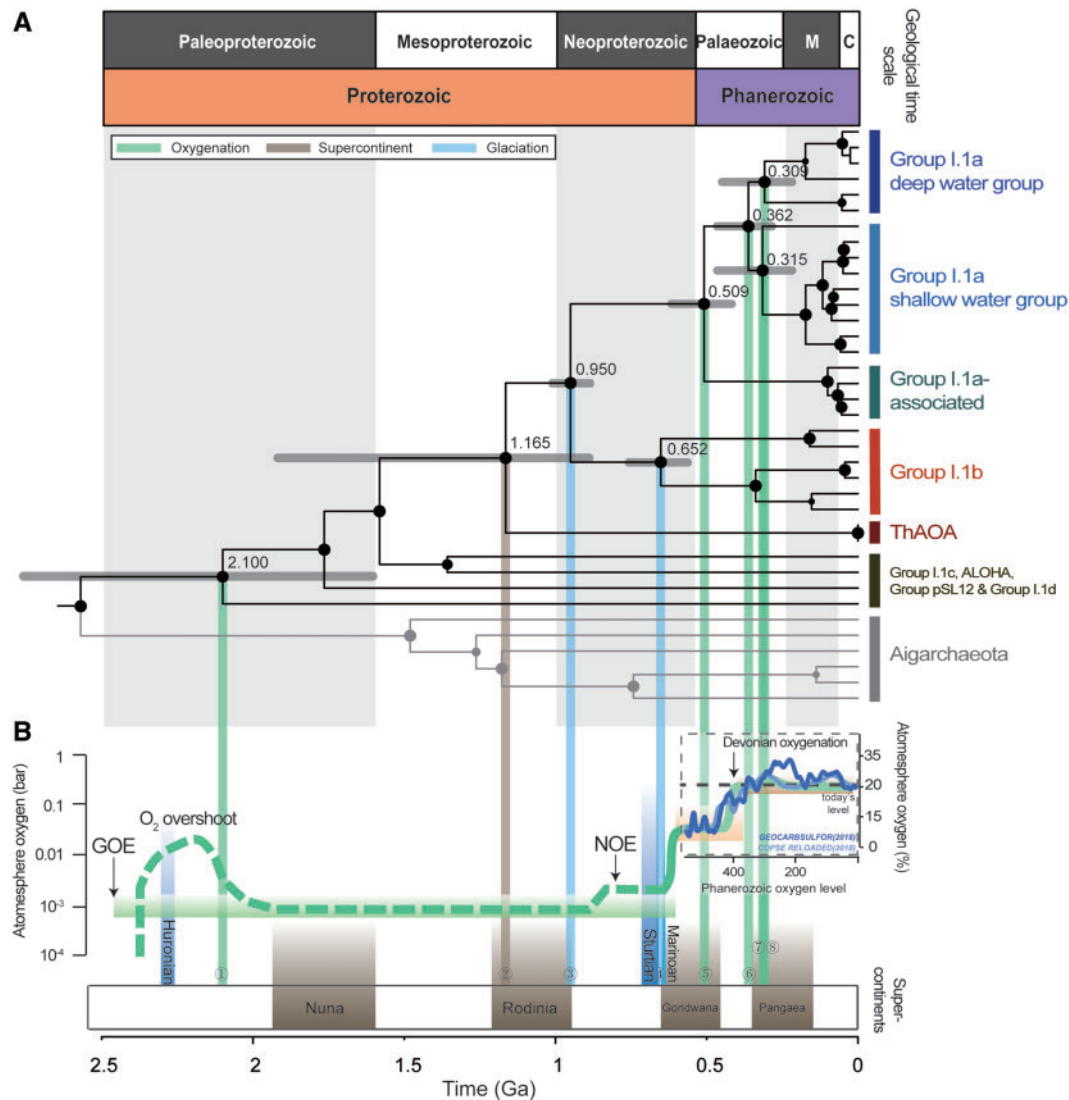 A
Paleoproterozoic
Mesoproterozoic
Neoproterozoic
Palaeozoic
M
C
Proterozoic
Phanerozoic
Geological time
scale
Oxygenation
Supercontinent
Glaciation
0.309
0.362
0.315
0.509
0.950
1.165
0.652
2.100
Group I.1a
deep water group
Group I.1a
shallow water group
Group I.1a-
associated
Group I.1b
ThAOA
Group I.1c, ALOHA,
Group pSL12 & Group I.1d
Aigarchaeota
B
Atomesphere oxygen (bar)
1
0.1
0.01
10-3
10-4
GOE
O2 overshoot
Huronian
NOE
Sturtian
Marinoan
Devonian oxygenation
today's
level
GEOCARBSULFOR(2018)
COPSE RELOADED(2018)
400
200
Phanerozoic oxygen level
35
20
15
0
Atomesphere oxygen (%)
①
②
③
⑤
⑥
⑦
⑧
Nuna
Rodinia
Gondwana
Pangaea
Super-
continents
2.5
2
1.5
1
0.5
0
Time (Ga)